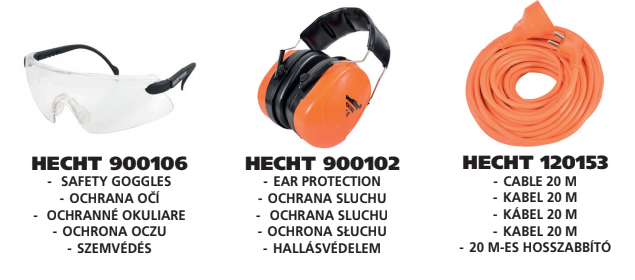 HECHT 900106
- SAFETY GOGGLES
- OCHRANA OČÍ
- OCHRANNÉ OKULIARE
- OCHRONA OCZU
- SZEMVÉDÉS
HECHT 900102
- EAR PROTECTION
- OCHRANA SLUCHU
- OCHRANA SLUCHU
- OCHRONA SŁUCHU
- HALLÁSVÉDELEM
HECHT 120153
- CABLE 20 M
- KABEL 20 M
- KÁBEL 20 M
- KABEL 20 M
- 20 M-ES HOSSZABBÍTÓ